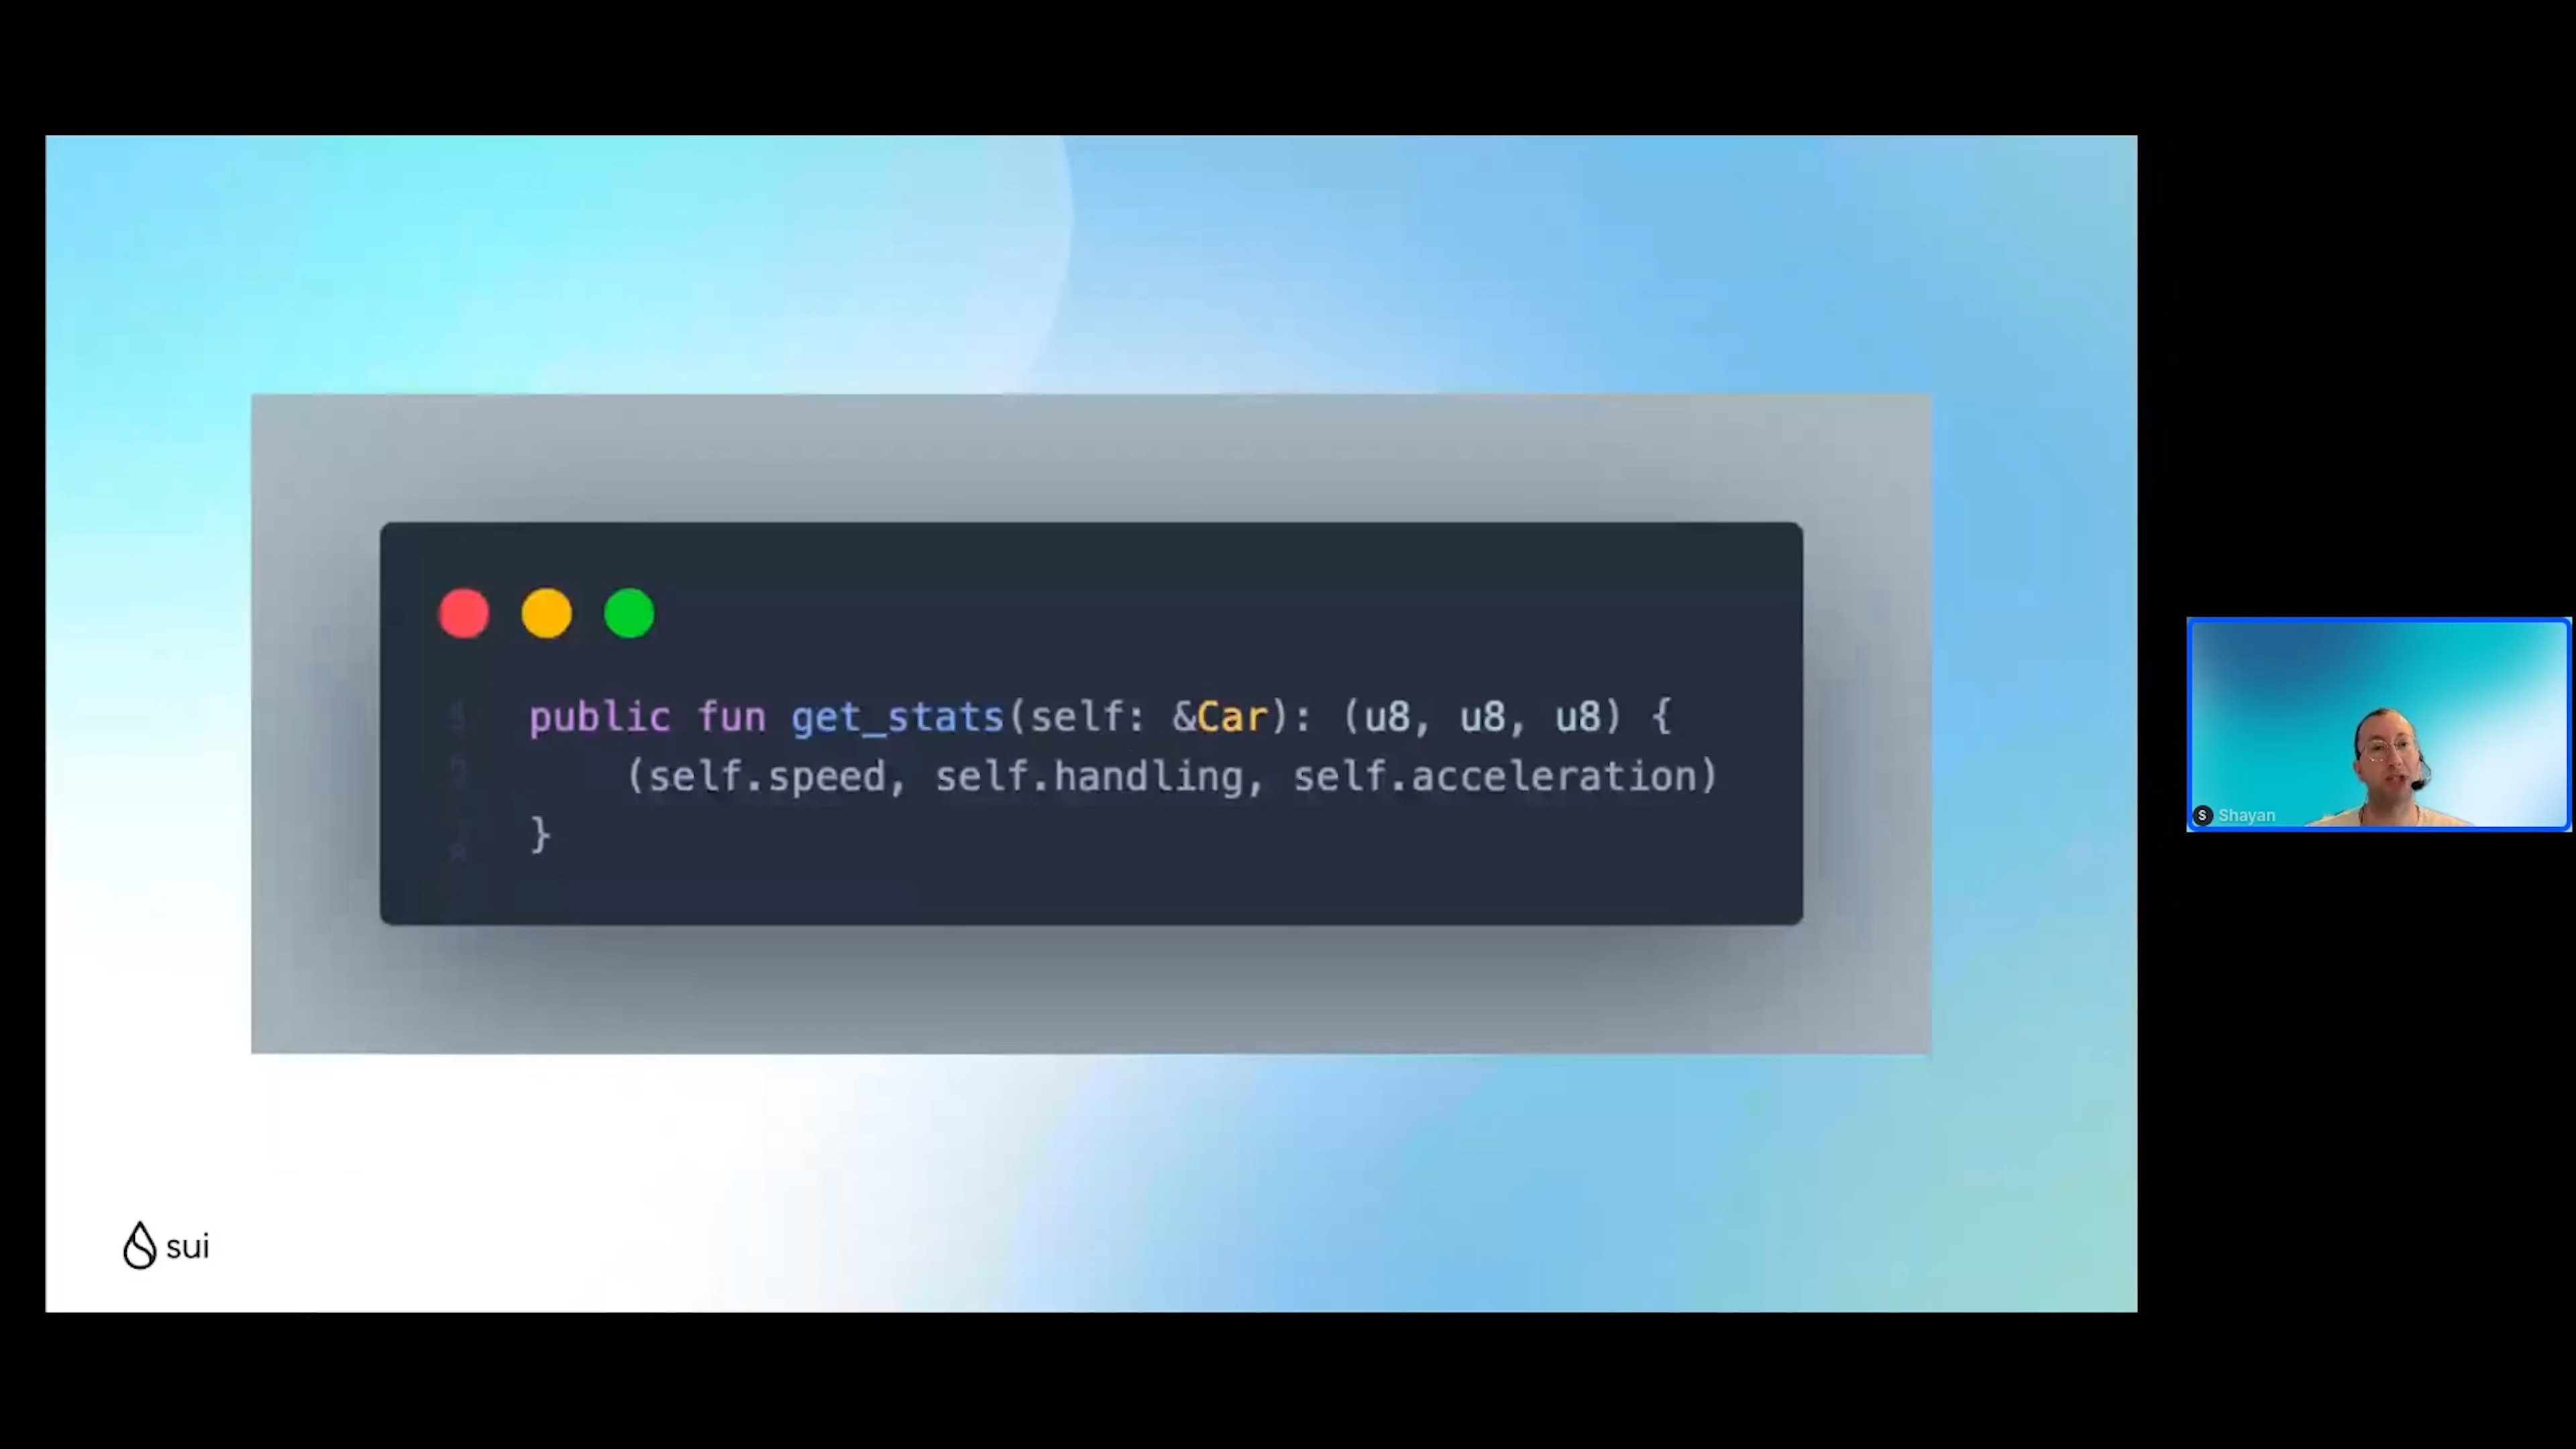 public fun get_stats(self: &Car): (u8, u8, u8) {
    (self.speed, self.handling, self.acceleration)
}
S Shayan
sui